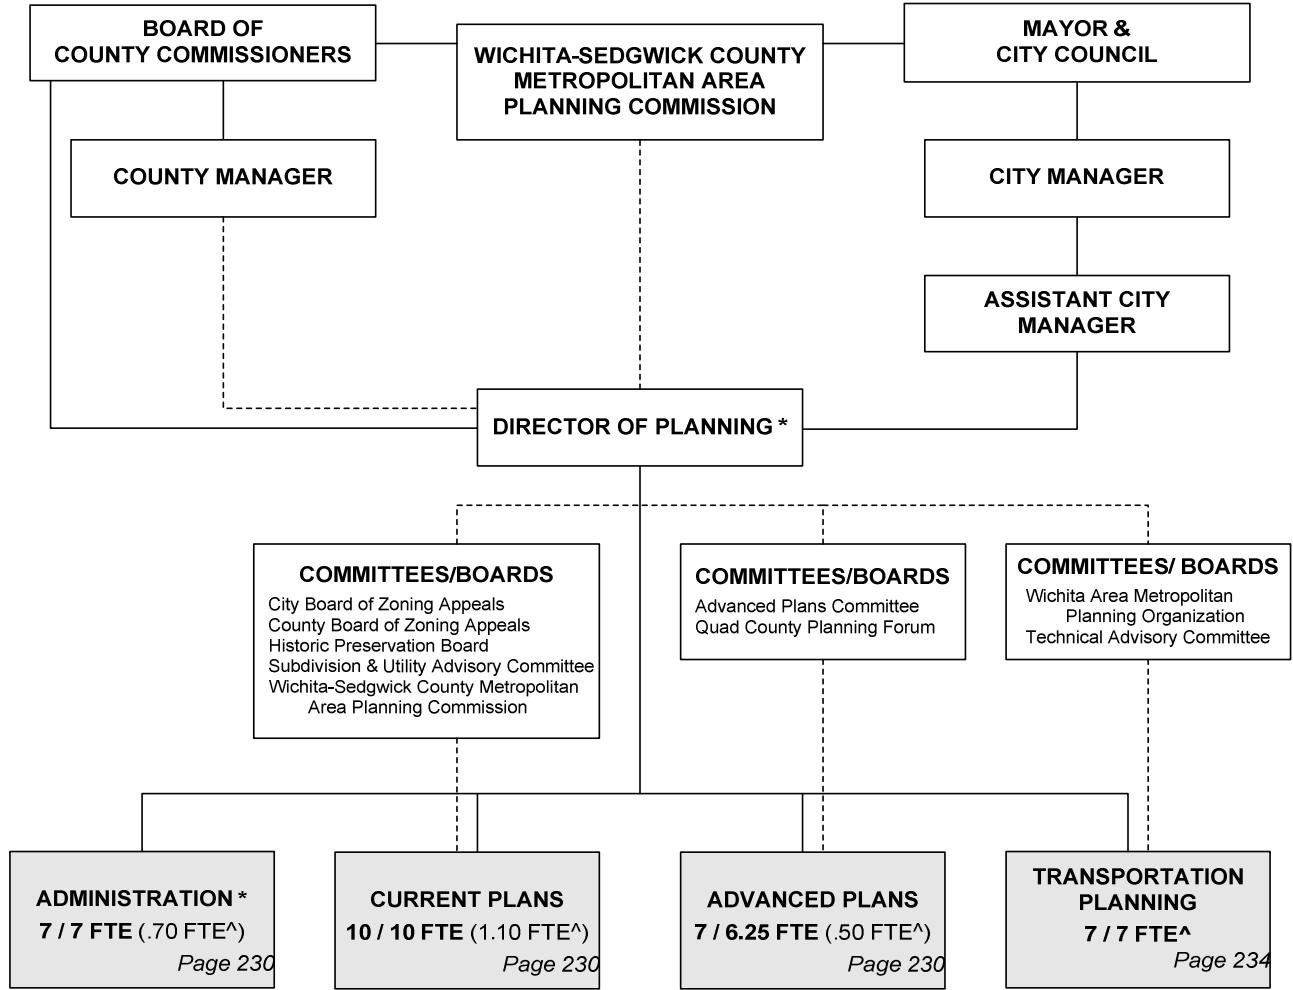 BOARD OF
COUNTY COMMISSIONERS
WICHITA-SEDGWICK COUNTY
METROPOLITAN AREA
PLANNING COMMISSION
MAYOR &
CITY COUNCIL
COUNTY MANAGER
CITY MANAGER
ASSISTANT CITY
MANAGER
DIRECTOR OF PLANNING *
COMMITTEES/BOARDS
City Board of Zoning Appeals
County Board of Zoning Appeals
Historic Preservation Board
Subdivision & Utility Advisory Committee
Wichita-Sedgwick County Metropolitan
Area Planning Commission
COMMITTEES/BOARDS
Advanced Plans Committee
Quad County Planning Forum
COMMITTEES/ BOARDS
Wichita Area Metropolitan
Planning Organization
Technical Advisory Committee
ADMINISTRATION *
7 / 7 FTE (.70 FTE^)
Page 230
CURRENT PLANS
10 / 10 FTE (1.10 FTE^)
Page 230
ADVANCED PLANS
7 / 6.25 FTE (.50 FTE^)
Page 230
TRANSPORTATION
PLANNING
7 / 7 FTE^
Page 234